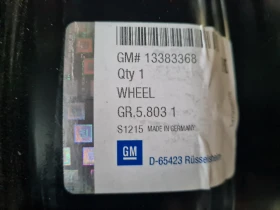 GM# 13383368
Qty 1
WHEEL
GR.5.803 1
S1215 MADE IN GERMANY
GM
D-65423 Rüsselsheim